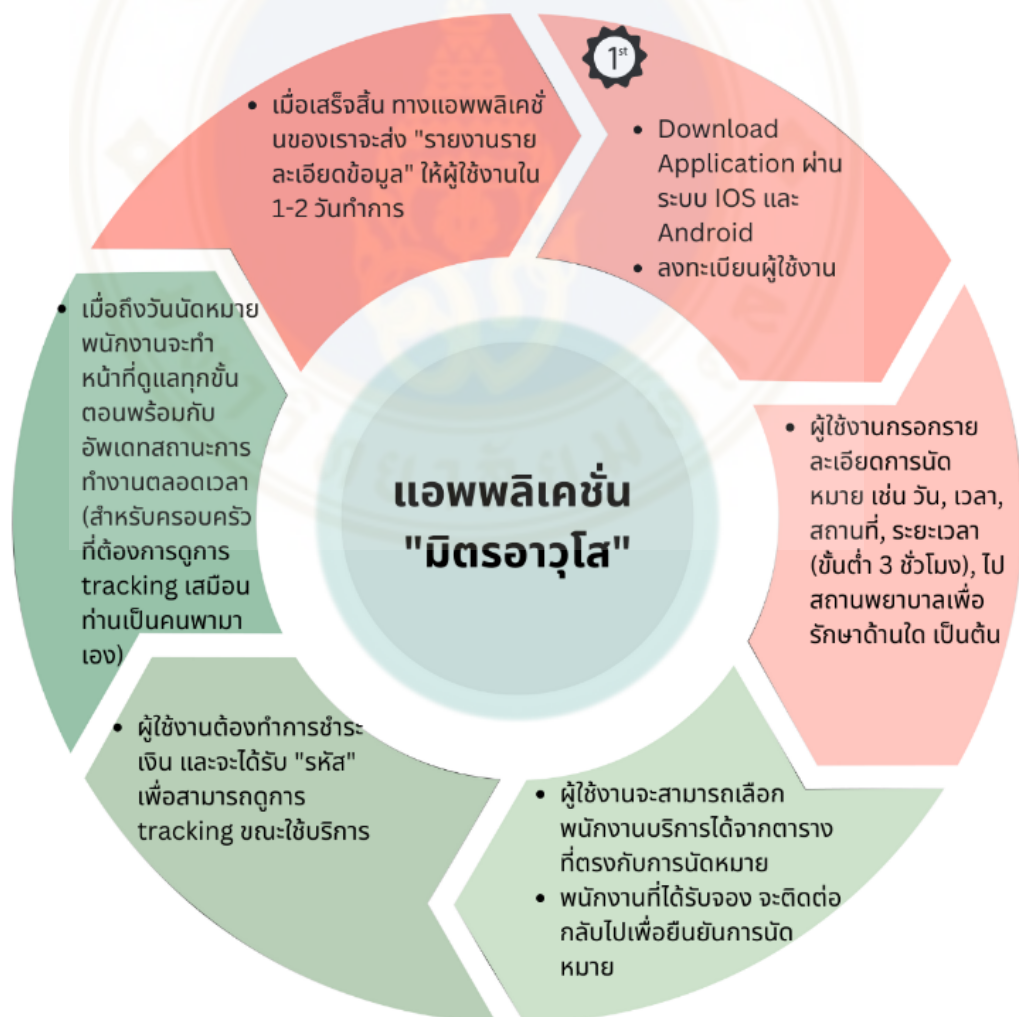 1st
• Download
Application ผ่าน
ระบบ IOS และ
Android
• ลงทะเบียนผู้ใช้งาน
• ผู้ใช้งานกรอกราย
ละเอียดการนัด
หมาย เช่น วัน, เวลา,
สถานที่, ระยะเวลา
(ขั้นต่ำ 3 ชั่วโมง), ไป
สถานพยาบาลเพื่อ
รักษาด้านใด เป็นต้น
• ผู้ใช้งานจะสามารถเลือก
พนักงานบริการได้จากตาราง
ที่ตรงกับการนัดหมาย
• พนักงานที่ได้รับจอง จะติดต่อ
กลับไปเพื่อยืนยันการนัด
หมาย
• ผู้ใช้งานต้องทำการชำระ
เงิน และจะได้รับ "รหัส"
เพื่อสามารถดูการ
tracking ขณะใช้บริการ
• เมื่อถึงวันนัดหมาย
พนักงานจะทำ
หน้าที่ดูแลทุกขั้น
ตอนพร้อมกับ
อัพเดทสถานะการ
ทำงานตลอดเวลา
(สำหรับครอบครัว
ที่ต้องการดูการ
tracking เสมือน
ท่านเป็นคนพามา
เอง)
• เมื่อเสร็จสิ้น ทางแอพพลิเคชั่
นของเราจะส่ง "รายงานราย
ละเอียดข้อมูล" ให้ผู้ใช้งานใน
1-2 วันทำการ
แอพพลิเคชั่น
"มิตรอาวุโส"